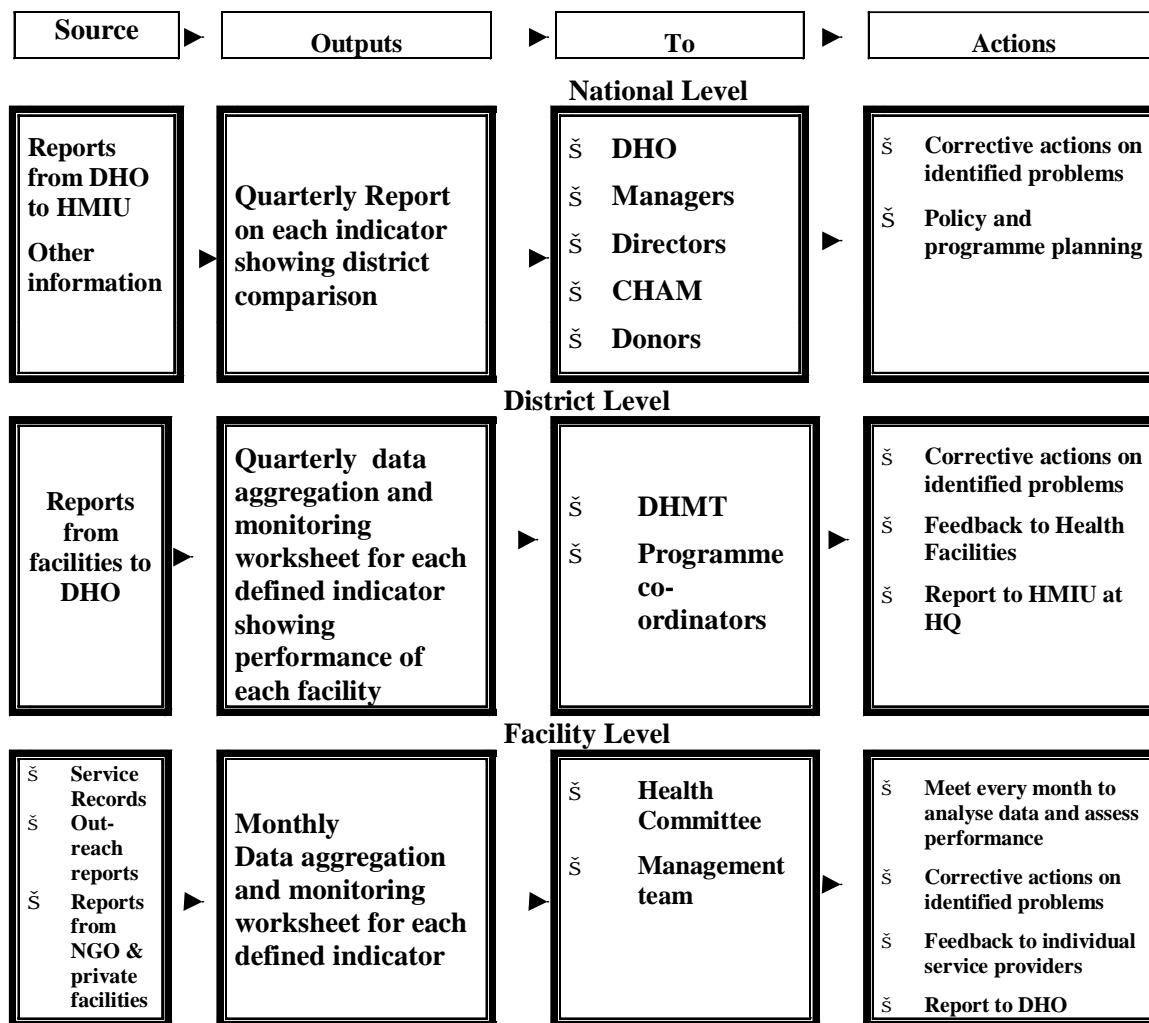 Source
Outputs
To
Actions
National Level
Reports
from DHO
to HMIU
Other
information
Quarterly Report
on each indicator
showing district
comparison
Š DHO
Š Managers
Š Directors
Š CHAM
Š Donors
Š Corrective actions on
identified problems
Š Policy and
programme planning
District Level
Reports
from
facilities to
DHO
Quarterly data
aggregation and
monitoring
worksheet for each
defined indicator
showing
performance of
each facility
Š DHMT
Š Programme
co-
ordinators
Š Corrective actions on
identified problems
Š Feedback to Health
Facilities
Š Report to HMIU at
HQ
Facility Level
Š Service
Records
Š Out-
reach
reports
Š Reports
from
NGO &
private
facilities
Monthly
Data aggregation
and monitoring
worksheet for each
defined indicator
Š Health
Committee
Š Management
team
Š Meet every month to
analyse data and assess
performance
Š Corrective actions on
identified problems
Š Feedback to individual
service providers
Š Report to DHO